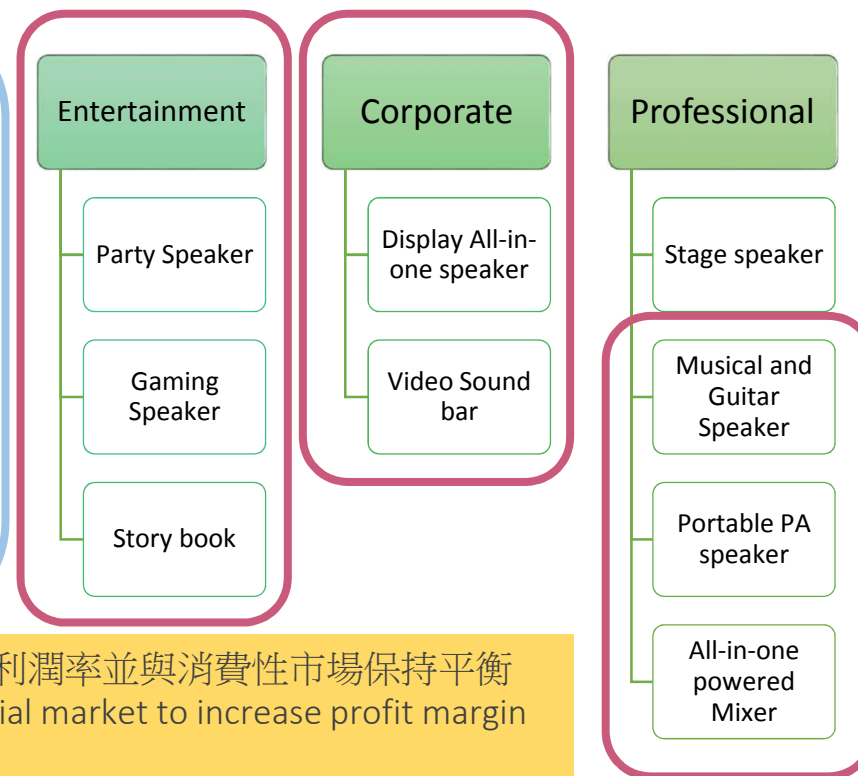 Entertainment
Party Speaker
Gaming
Speaker
Story book
Corporate
Display All-in-
one speaker
Video Sound
bar
Professional
Stage speaker
Musical and
Guitar
Speaker
Portable PA
speaker
All-in-one
powered
Mixer
利潤率並與消費性市場保持平衡
ial market to increase profit margin